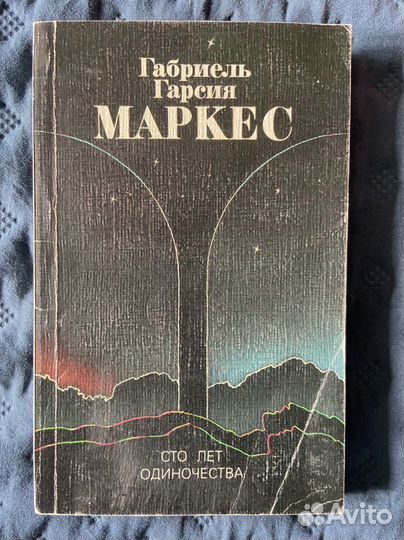 Габриель
Гарсия
МАРКЕС
СТО ЛЕТ
ОДИНОЧЕСТВА
Avito